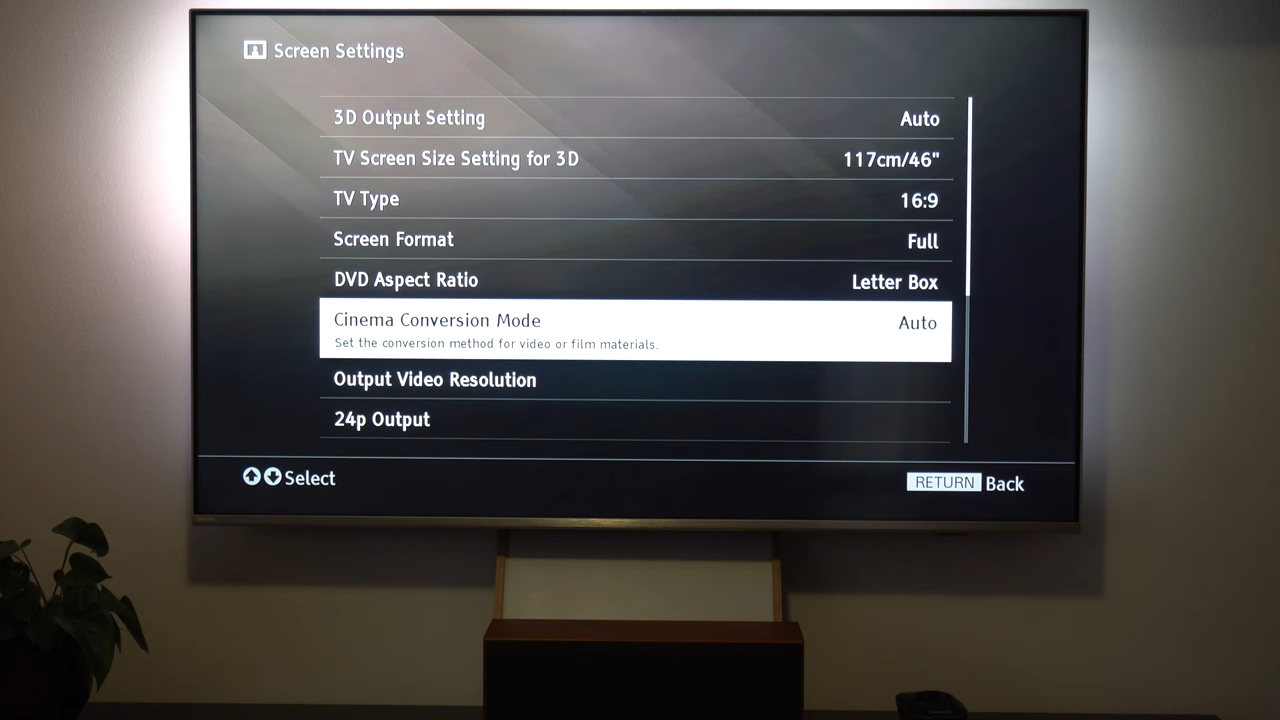 Screen Settings
3D Output Setting Auto
TV Screen Size Setting for 3D 117cm/46"
TV Type 16:9
Screen Format Full
DVD Aspect Ratio Letter Box
Cinema Conversion Mode Auto
Set the conversion method for video or film materials.
Output Video Resolution
24p Output
Select RETURN Back